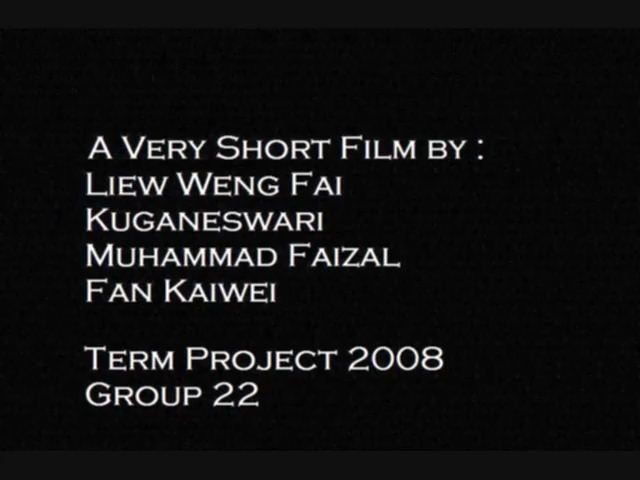 A Very Short Film by :
Liew Weng Fai
Kuganeswari
Muhammad Faizal
Fan Kaiwei
Term Project 2008
Group 22